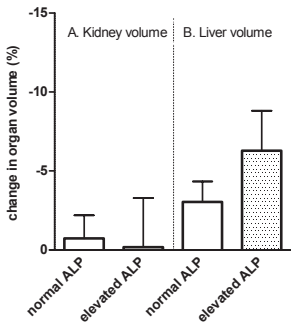 -15
A. Kidney volume
B. Liver volume
-10
-5
0
change in organ volume (%)
normal ALP
elevated ALP
normal ALP
elevated ALP